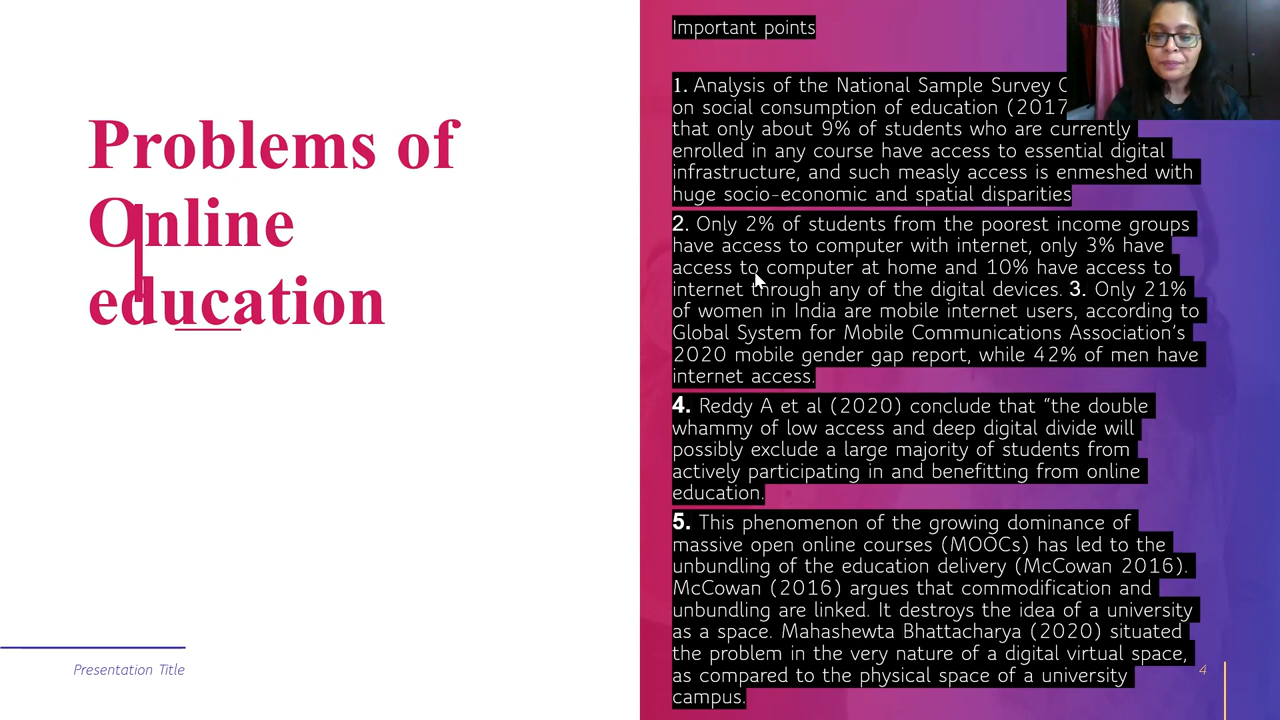 Problems of
Online
education
Presentation Title
Important points
1. Analysis of the National Sample Survey
on social consumption of education (2017
that only about 9% of students who are currently
enrolled in any course have access to essential digital
infrastructure, and such measly access is enmeshed with
huge socio-economic and spatial disparities
2. Only 2% of students from the poorest income groups
have access to computer with internet, only 3% have
access to computer at home and 10% have access to
internet through any of the digital devices. 3. Only 21%
of women in India are mobile internet users, according to
Global System for Mobile Communications Association's
2020 mobile gender gap report, while 42% of men have
internet access.
4. Reddy A et al (2020) conclude that "the double
whammy of low access and deep digital divide will
possibly exclude a large majority of students from
actively participating in and benefitting from online
education.
5. This phenomenon of the growing dominance of
massive open online courses (MOOCs) has led to the
unbundling of the education delivery (McCowan 2016).
McCowan (2016) argues that commodification and
unbundling are linked. It destroys the idea of a university
as a space. Mahashewta Bhattacharya (2020) situated
the problem in the very nature of a digital virtual space,
as compared to the physical space of a university
campus.
4